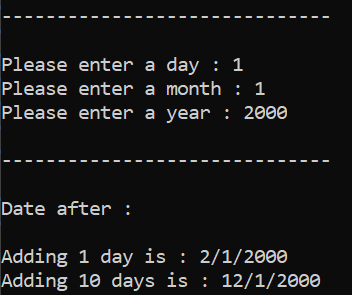 ------------------------------
Please enter a day : 1
Please enter a month : 1
Please enter a year : 2000
------------------------------
Date after :
Adding 1 day is : 2/1/2000
Adding 10 days is : 12/1/2000